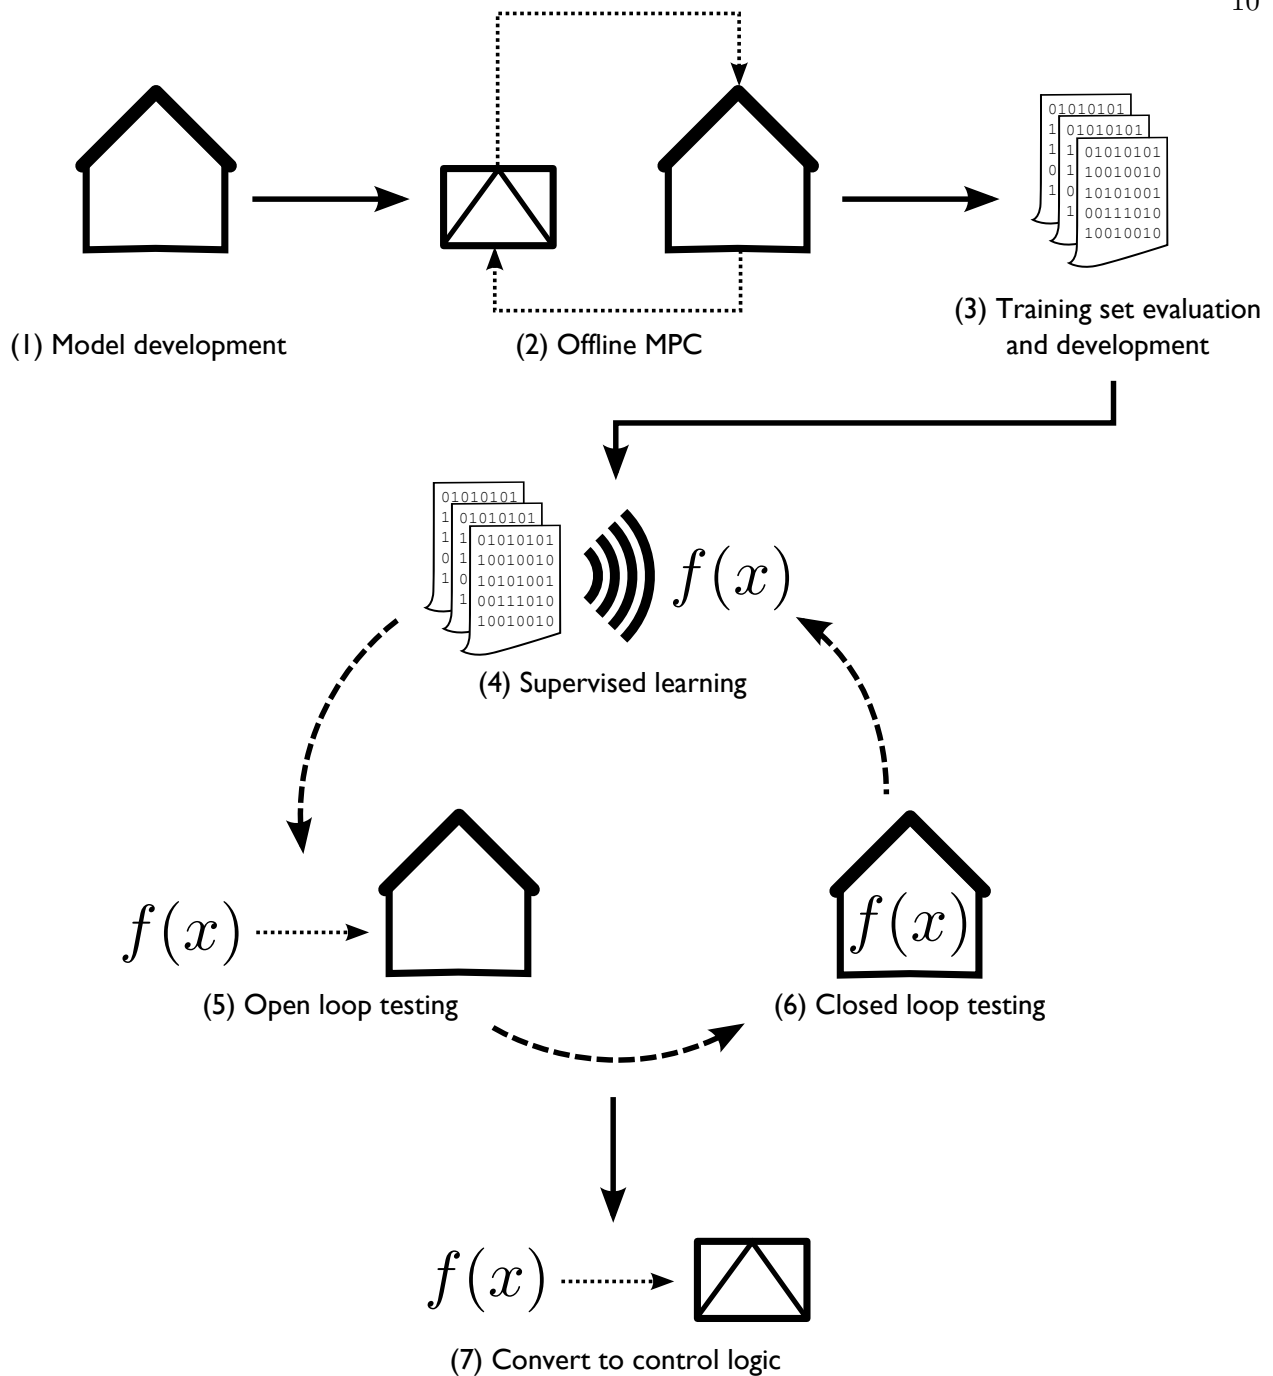 10
01010101
1 01010101
1 1 01010101
1 1 10010010
0 1 10101001
1 0 00111010
1 10010010
(1) Model development
(2) Offline MPC
(3) Training set evaluation
and development
01010101
1 01010101
1 1 01010101
0 1 10010010
1 0 10101001
1 00111010
10010010
f(x)
(4) Supervised learning
f(x)
(5) Open loop testing
f(x)
(6) Closed loop testing
f(x)
(7) Convert to control logic